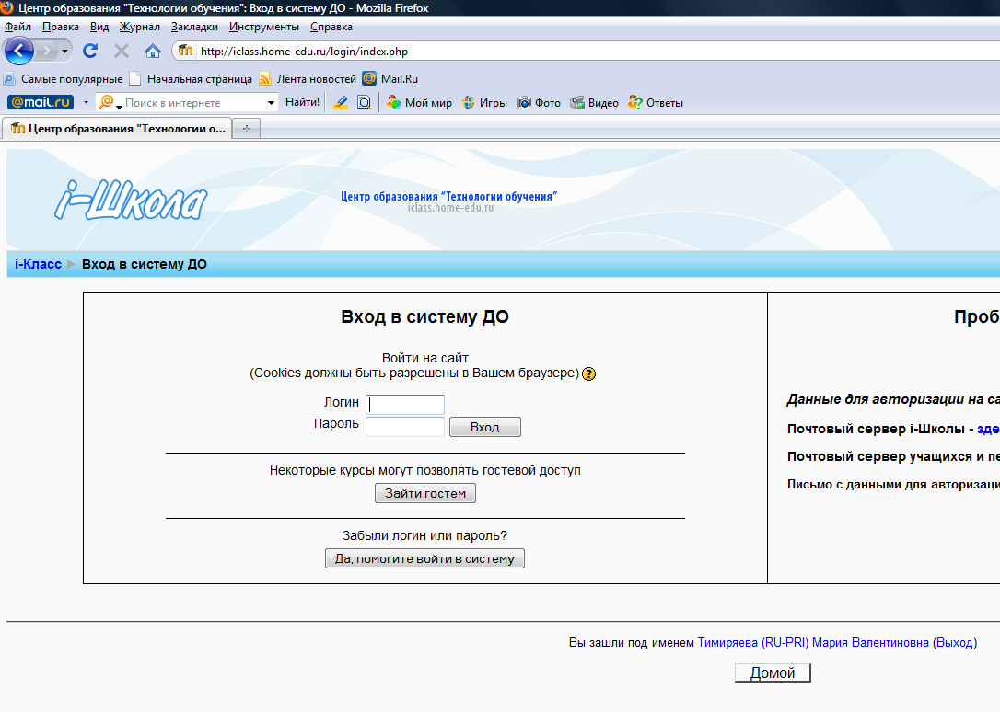 Центр образования "Технологии обучения": Вход в систему ДО - Mozilla Firefox
Файл Правка Вид Журнал Закладки Инструменты Справка
http://iclass.home-edu.ru/login/index.php
Самые популярные Начальная страница Лента новостей Mail.Ru
@mail.ru Поиск в интернете Найти! Мой мир Игры Фото Видео Ответы
Центр образования "Технологии о...
i-Школа
Центр образования "Технологии обучения"
iclass.home-edu.ru
i-Класс ► Вход в систему ДО
Вход в систему ДО
Войти на сайт
(Cookies должны быть разрешены в Вашем браузере) ?
Логин
Пароль Вход
Некоторые курсы могут позволять гостевой доступ
Зайти гостем
Забыли логин или пароль?
Да, помогите войти в систему
Проб
Данные для авторизации на са
Почтовый сервер i-Школы - зде
Почтовый сервер учащихся и пе
Письмо с данными для авторизаци
Вы зашли под именем Тимиряева (RU-PRI) Мария Валентиновна (Выход)
Домой